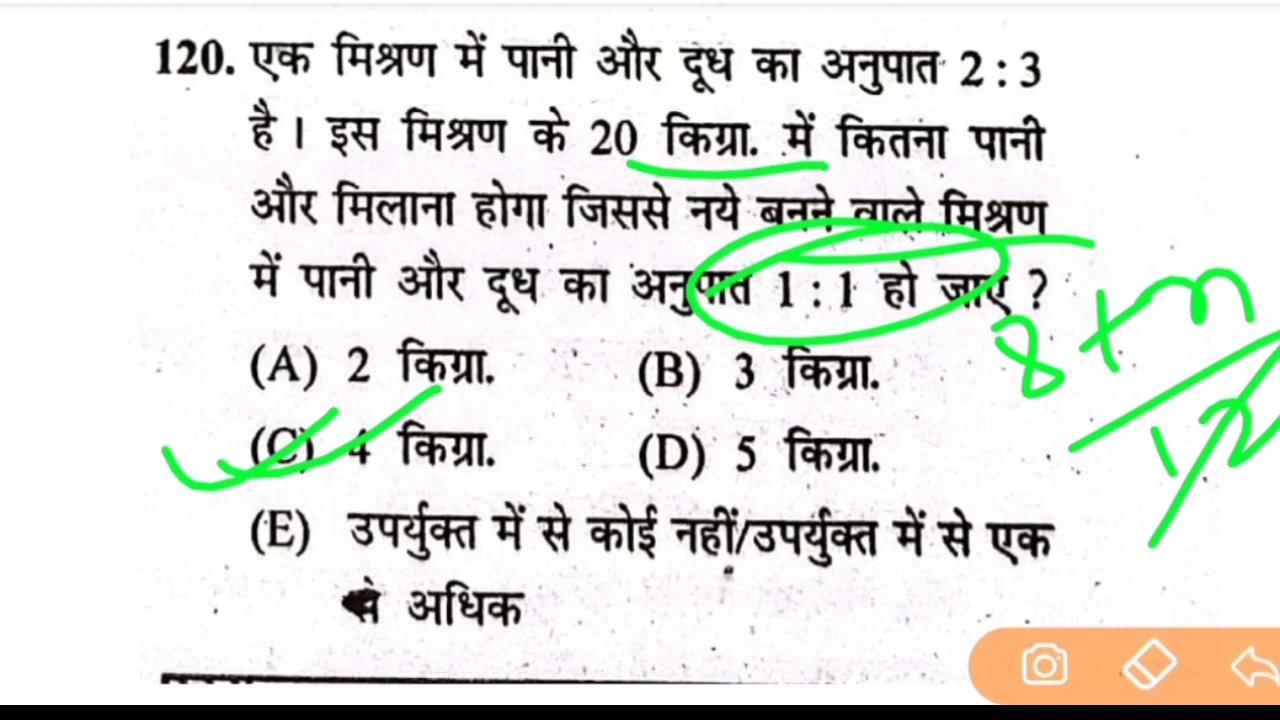 120. एक मिश्रण में पानी और दूध का अनुपात 2 : 3
है । इस मिश्रण के 20 किग्रा. में कितना पानी
और मिलाना होगा जिससे नये बनने वाले मिश्रण
में पानी और दूध का अनुपात 1 : 1 हो जाए ?
(A) 2 किग्रा. (B) 3 किग्रा.
(C) 4 किग्रा. (D) 5 किग्रा.
(E) उपर्युक्त में से कोई नहीं/उपर्युक्त में से एक
से अधिक
8 + n
12